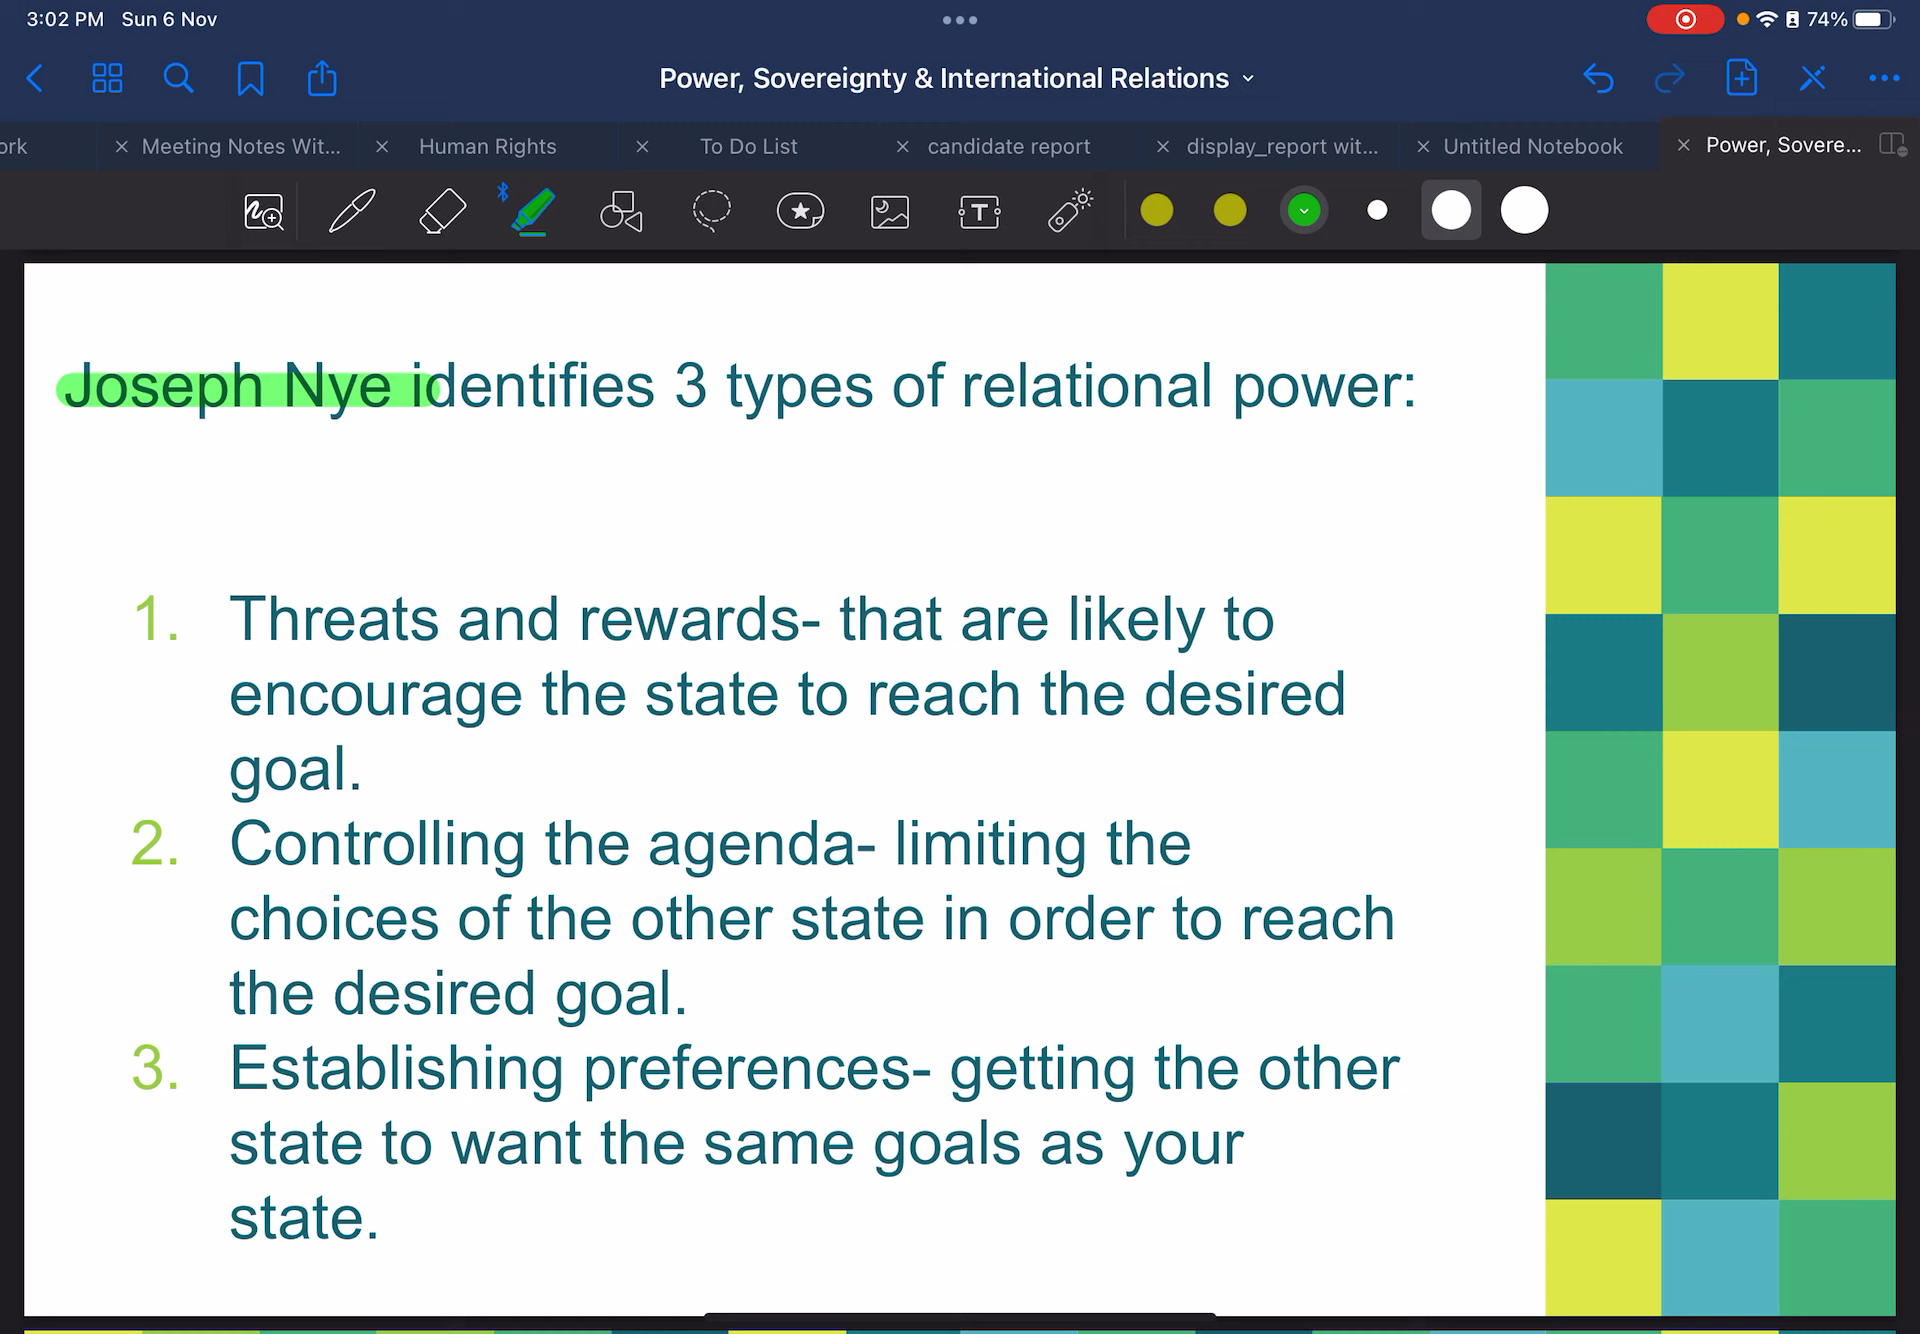 3:02 PM Sun 6 Nov
74%
Power, Sovereignty & International Relations
ork
Meeting Notes Wit...
Human Rights
To Do List
candidate report
display_report wit...
Untitled Notebook
Power, Sovere...
Joseph Nye identifies 3 types of relational power:
1. Threats and rewards- that are likely to
encourage the state to reach the desired
goal.
2. Controlling the agenda- limiting the
choices of the other state in order to reach
the desired goal.
3. Establishing preferences- getting the other
state to want the same goals as your
state.